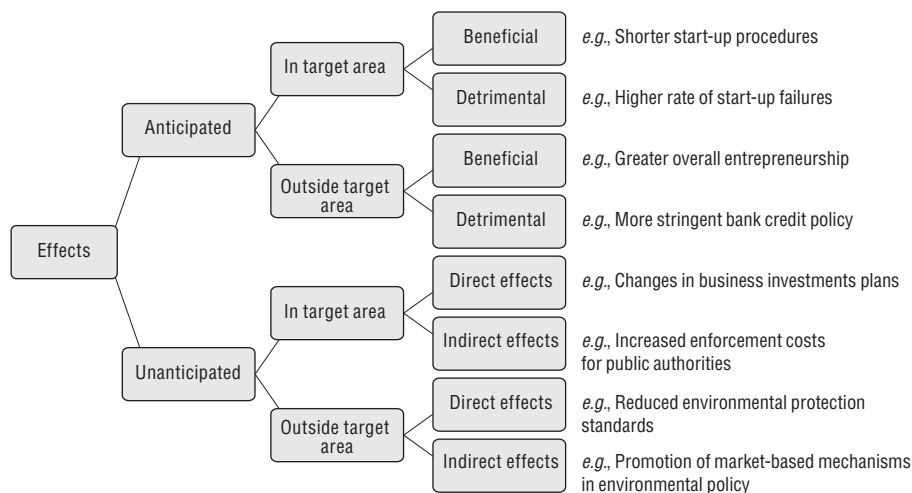 Beneficial
e.g., Shorter start-up procedures
In target area
Detrimental
e.g., Higher rate of start-up failures
Anticipated
Beneficial
e.g., Greater overall entrepreneurship
Outside target
area
Detrimental
e.g., More stringent bank credit policy
Effects
Direct effects
e.g., Changes in business investments plans
In target area
Indirect effects
e.g., Increased enforcement costs
for public authorities
Unanticipated
Direct effects
e.g., Reduced environmental protection
standards
Outside target
area
Indirect effects
e.g., Promotion of market-based mechanisms
in environmental policy